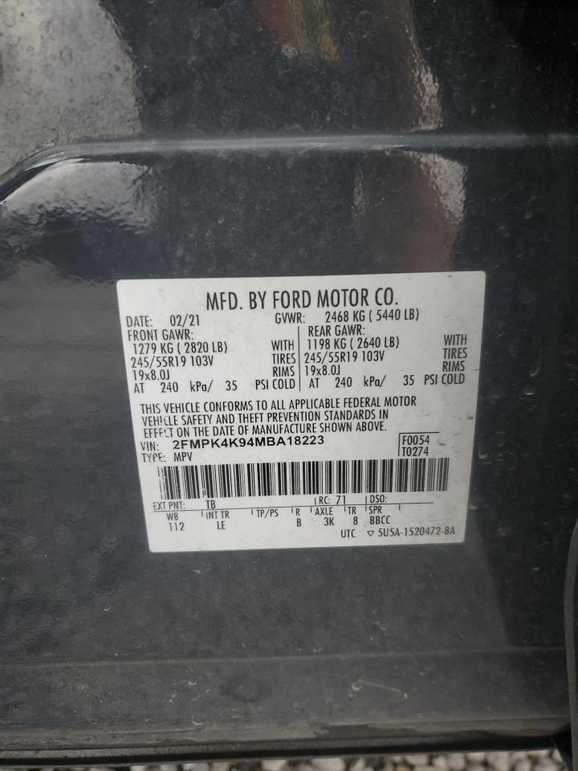 MFD. BY FORD MOTOR CO.
DATE: 02/21 GVWR: 2468 KG ( 5440 LB)
FRONT GAWR: REAR GAWR:
1279 KG ( 2820 LB) WITH 1198 KG ( 2640 LB) WITH
245/55R19 103V TIRES 245/55R19 103V TIRES
19x8.0J RIMS 19x8.0J RIMS
AT 240 kPa/ 35 PSI COLD AT 240 kPa/ 35 PSI COLD
THIS VEHICLE CONFORMS TO ALL APPLICABLE FEDERAL MOTOR
VEHICLE SAFETY AND THEFT PREVENTION STANDARDS IN
EFFECT ON THE DATE OF MANUFACTURE SHOWN ABOVE.
VIN: 2FMPK4K94MBA18223 F0054
TYPE: MPV T0274
EXT PNT: TB RC: 71 DSO:
WB INT TR TP/PS R AXLE TR SPR
112 LE B 3K 8 BBCC
UTC ▽ 5U5A-1520472-BA